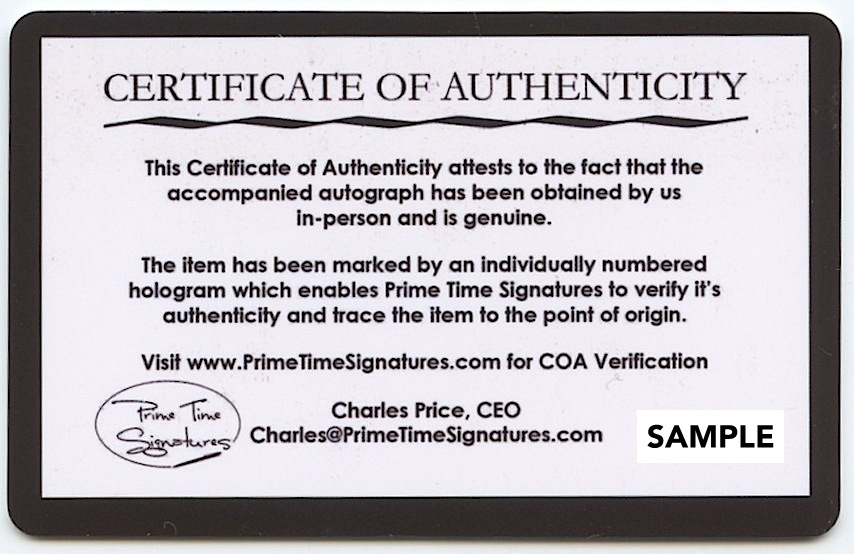 CERTIFICATE OF AUTHENTICITY
This Certificate of Authenticity attests to the fact that the
accompanied autograph has been obtained by us
in-person and is genuine.
The item has been marked by an individually numbered
hologram which enables Prime Time Signatures to verify it's
authenticity and trace the item to the point of origin.
Visit www.PrimeTimeSignatures.com for COA Verification
Prime Time
Signatures
Charles Price, CEO
Charles@PrimeTimeSignatures.com
SAMPLE